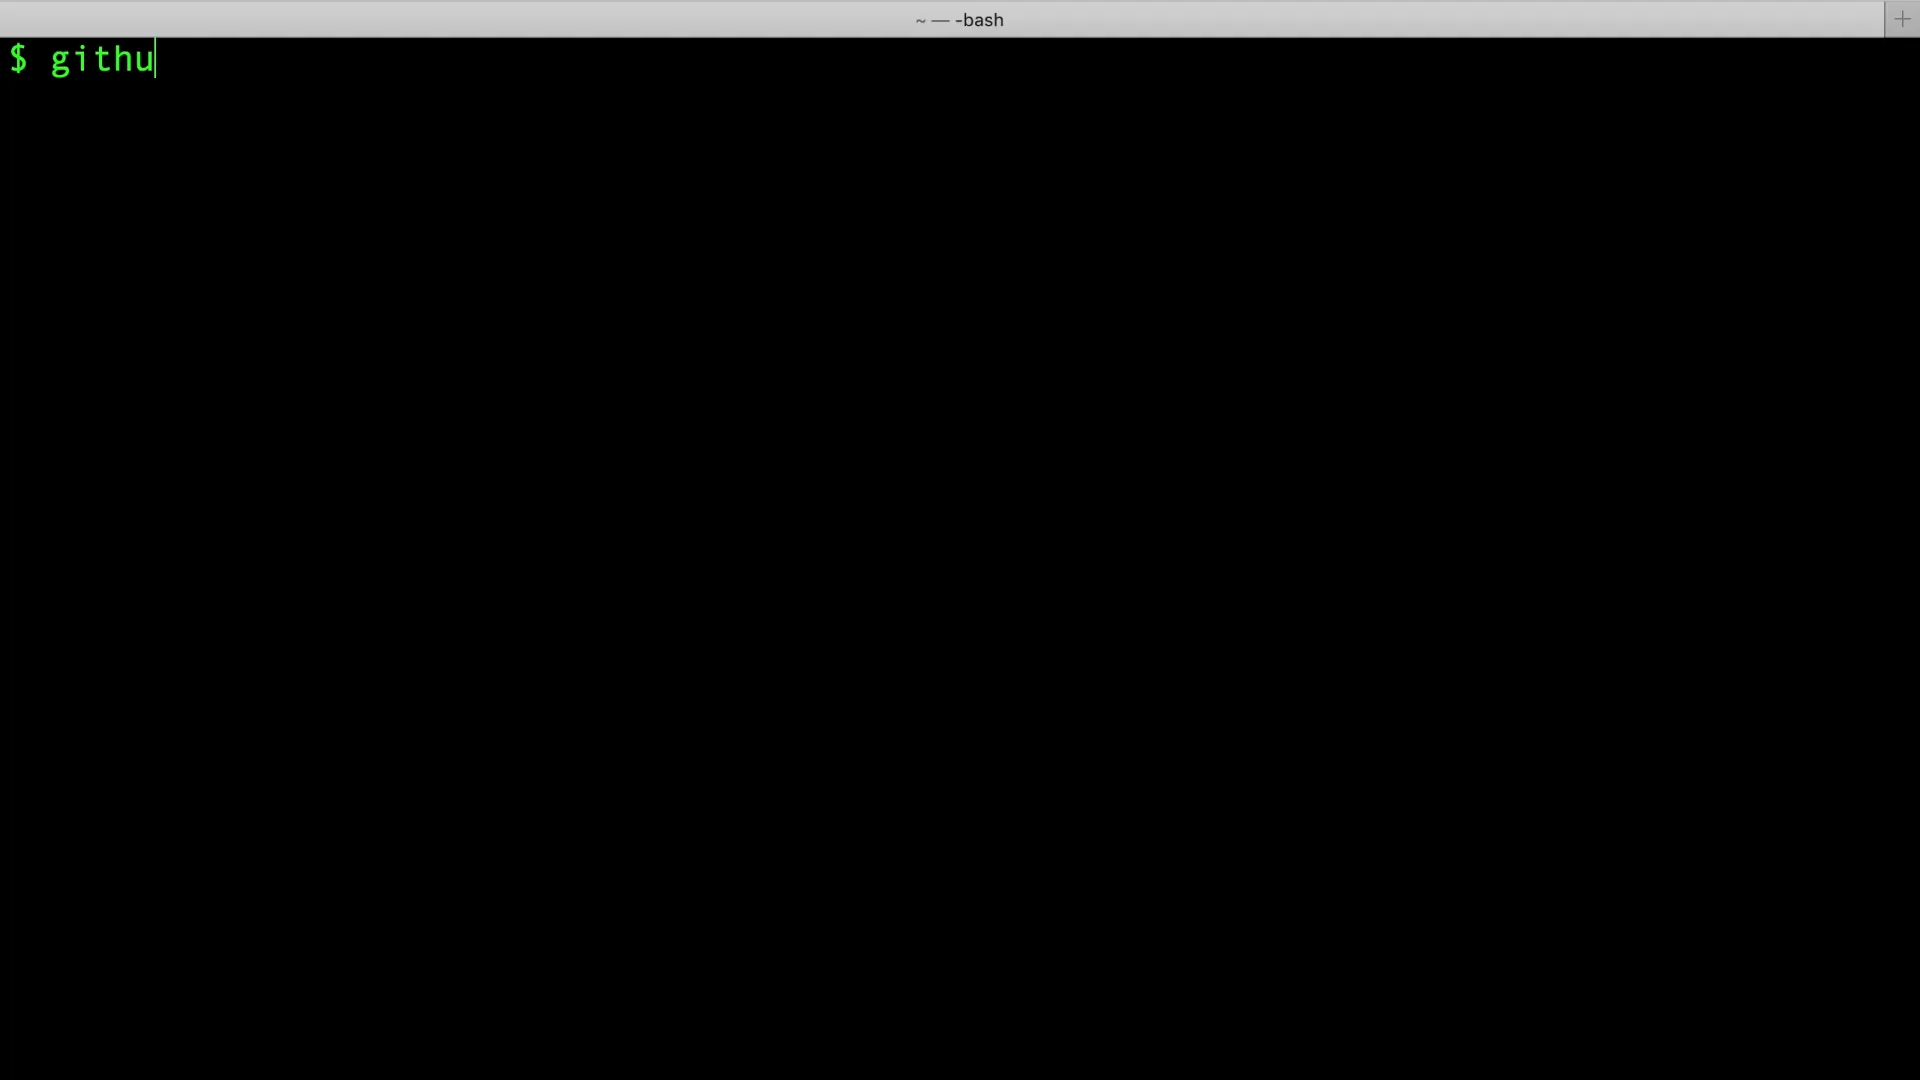 ~ — -bash
$ githu